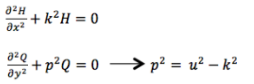 ∂²H/∂x² + k²H = 0
∂²Q/∂y² + p²Q = 0 ⟶ p² = u² − k²